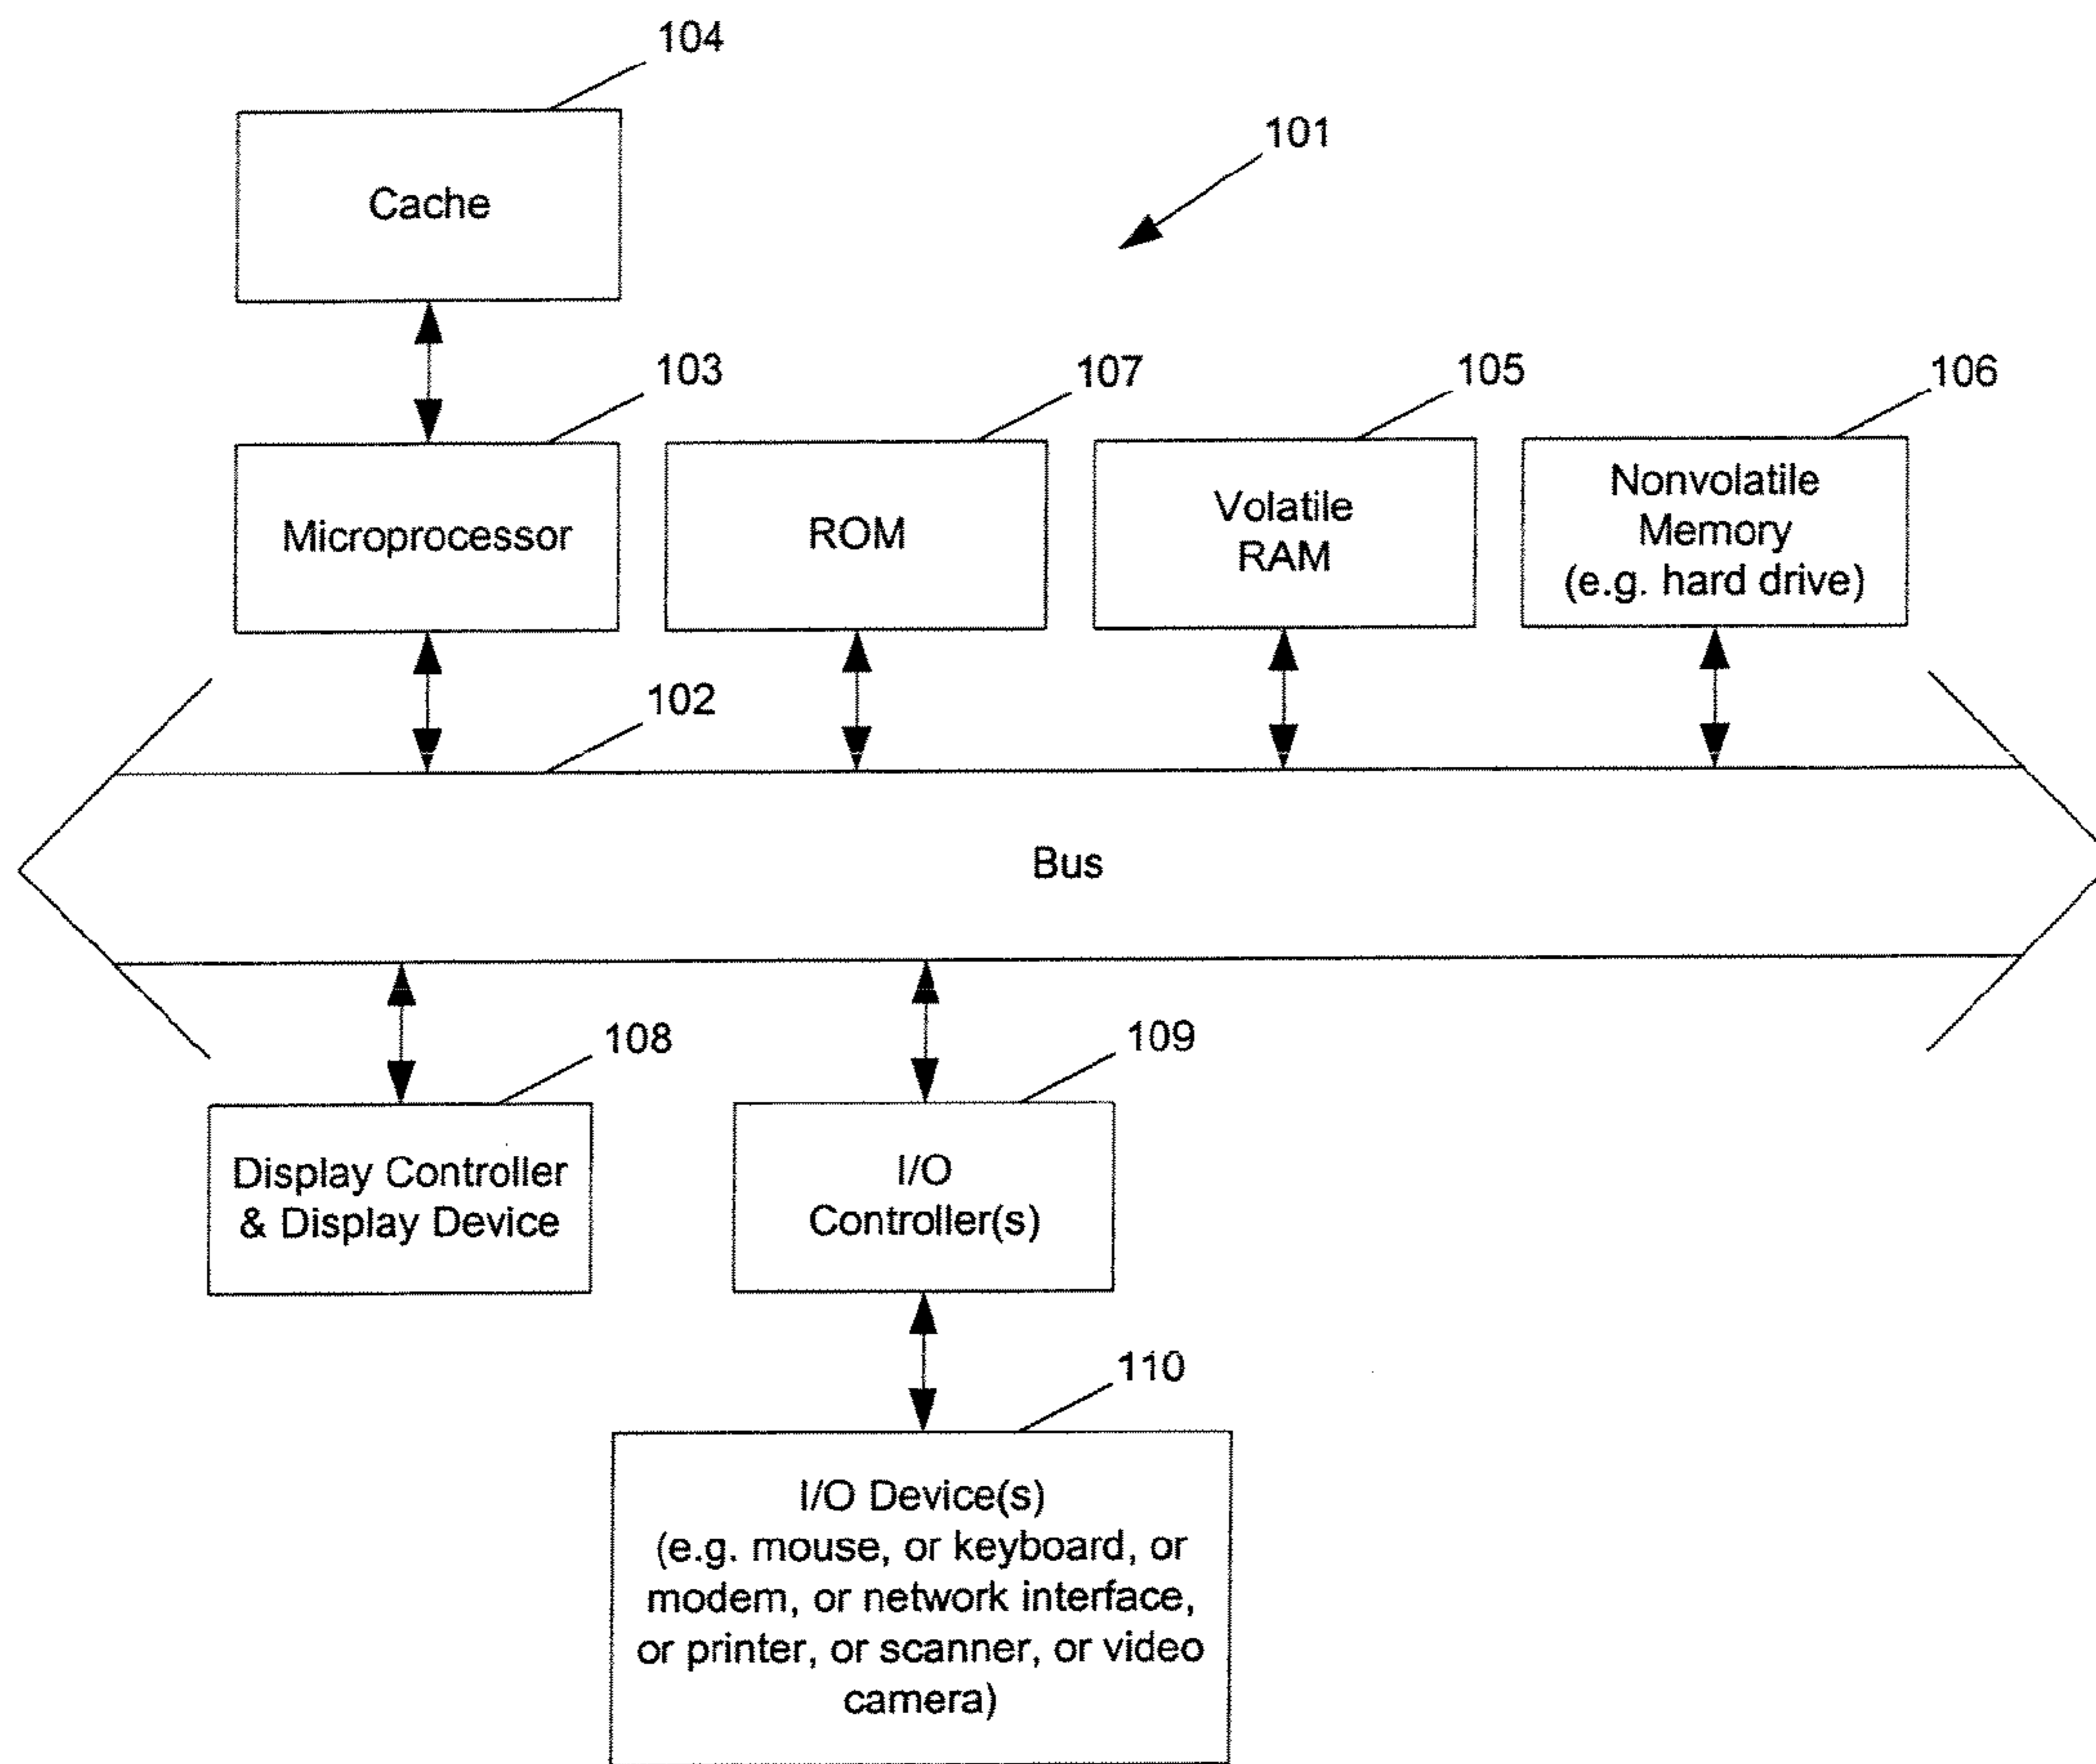 104
Cache
101
103
107
105
106
Microprocessor
ROM
Volatile
RAM
Nonvolatile
Memory
(e.g. hard drive)
102
Bus
108
109
Display Controller
& Display Device
I/O
Controller(s)
110
I/O Device(s)
(e.g. mouse, or keyboard, or
modem, or network interface,
or printer, or scanner, or video
camera)